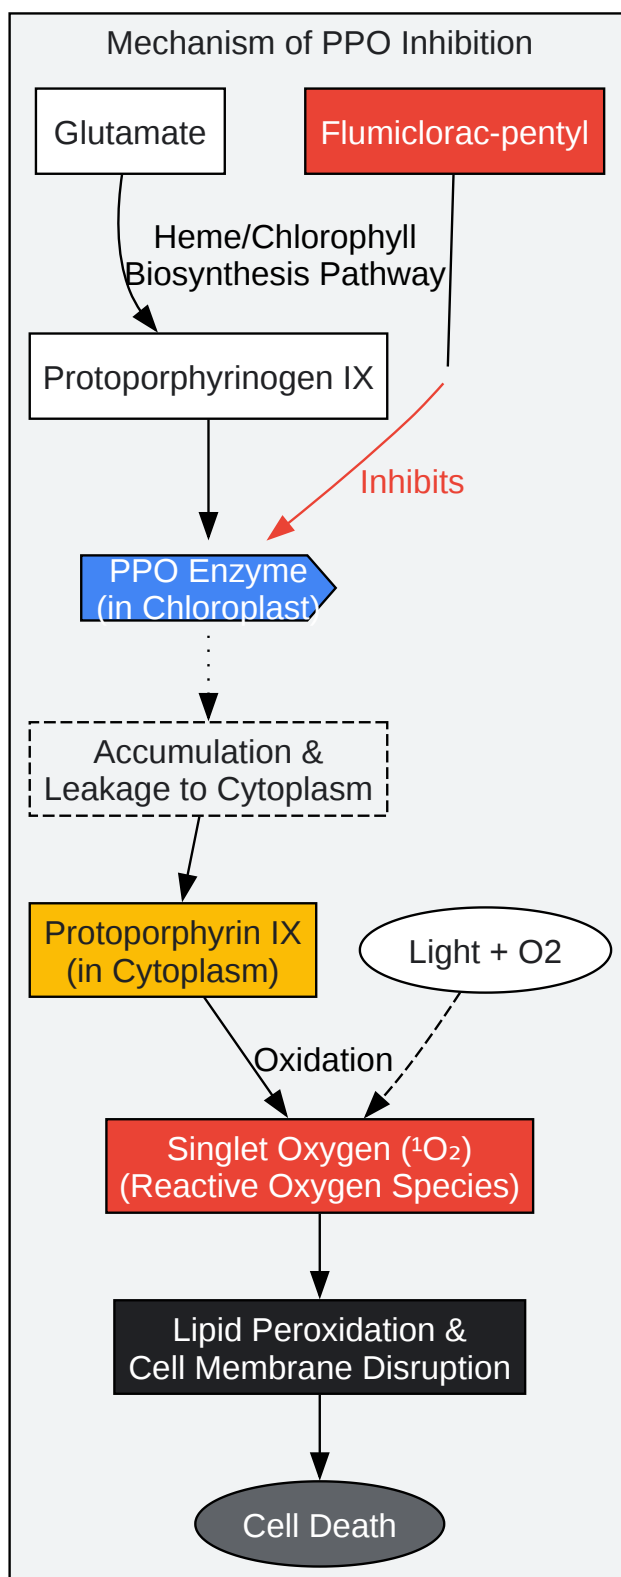 Mechanism of PPO Inhibition
Glutamate
Flumiclorac-pentyl
Heme/Chlorophyll
Biosynthesis Pathway
Protoporphyrinogen IX
Inhibits
PPO Enzyme
(in Chloroplast)
Accumulation &
Leakage to Cytoplasm
Protoporphyrin IX
(in Cytoplasm)
Light + O2
Oxidation
Singlet Oxygen (¹O₂)
(Reactive Oxygen Species)
Lipid Peroxidation &
Cell Membrane Disruption
Cell Death